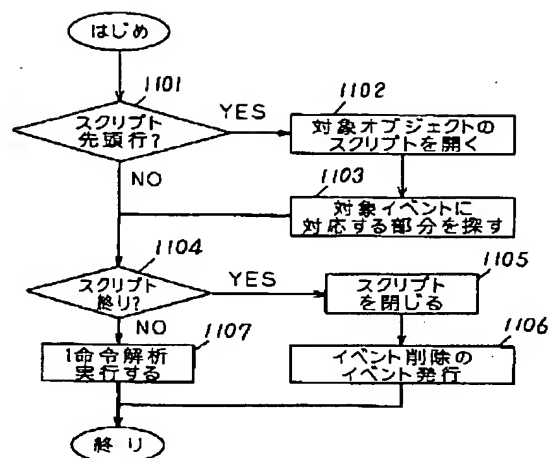 はじめ
1101
スクリプト
先頭行?
YES
1102
対象オブジェクトの
スクリプトを開く
NO
1103
対象イベントに
対応する部分を探す
1104
スクリプト
終り?
YES
1105
スクリプト
を閉じる
NO
1107
1命令解析
実行する
1106
イベント削除の
イベント発行
終り